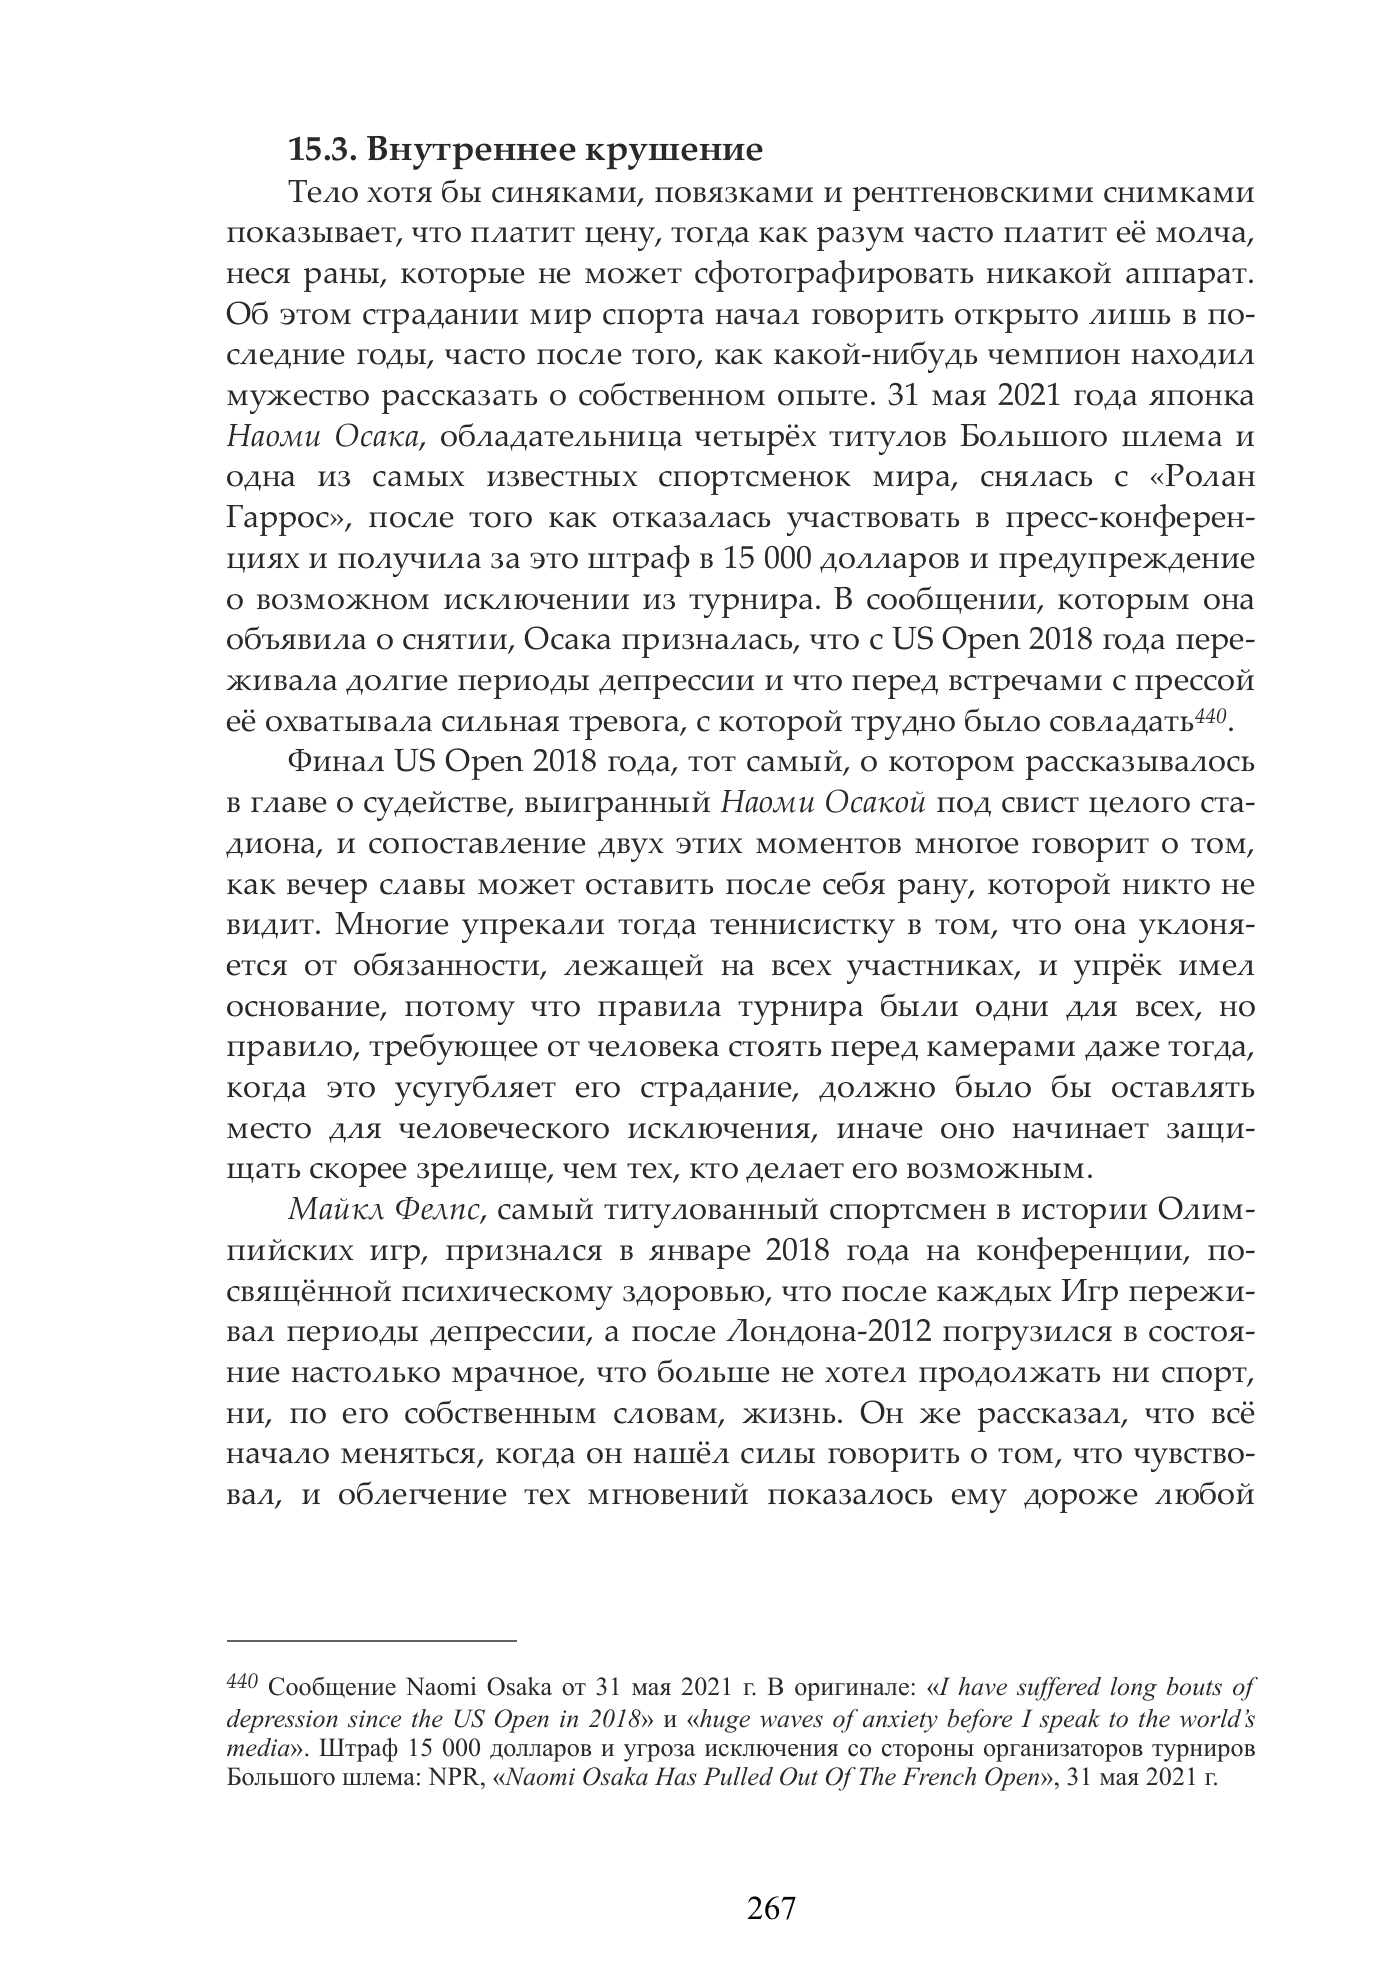 15.3. Внутреннее крушение
Тело хотя бы синяками, повязками и рентгеновскими снимками
показывает, что платит цену, тогда как разум часто платит её молча,
неся раны, которые не может сфотографировать никакой аппарат.
Об этом страдании мир спорта начал говорить открыто лишь в по-
следние годы, часто после того, как какой-нибудь чемпион находил
мужество рассказать о собственном опыте. 31 мая 2021 года японка
Наоми Осака, обладательница четырёх титулов Большого шлема и
одна из самых известных спортсменок мира, снялась с «Ролан
Гаррос», после того как отказалась участвовать в пресс-конферен-
циях и получила за это штраф в 15 000 долларов и предупреждение
о возможном исключении из турнира. В сообщении, которым она
объявила о снятии, Осака призналась, что с US Open 2018 года пере-
живала долгие периоды депрессии и что перед встречами с прессой
её охватывала сильная тревога, с которой трудно было совладать440.
Финал US Open 2018 года, тот самый, о котором рассказывалось
в главе о судействе, выигранный Наоми Осакой под свист целого ста-
диона, и сопоставление двух этих моментов многое говорит о том,
как вечер славы может оставить после себя рану, которой никто не
видит. Многие упрекали тогда теннисистку в том, что она уклоня-
ется от обязанности, лежащей на всех участниках, и упрёк имел
основание, потому что правила турнира были одни для всех, но
правило, требующее от человека стоять перед камерами даже тогда,
когда это усугубляет его страдание, должно было бы оставлять
место для человеческого исключения, иначе оно начинает защи-
щать скорее зрелище, чем тех, кто делает его возможным.
Майкл Фелпс, самый титулованный спортсмен в истории Олим-
пийских игр, признался в январе 2018 года на конференции, по-
свящённой психическому здоровью, что после каждых Игр пережи-
вал периоды депрессии, а после Лондона-2012 погрузился в состоя-
ние настолько мрачное, что больше не хотел продолжать ни спорт,
ни, по его собственным словам, жизнь. Он же рассказал, что всё
начало меняться, когда он нашёл силы говорить о том, что чувство-
вал, и облегчение тех мгновений показалось ему дороже любой
440 Сообщение Naomi Osaka от 31 мая 2021 г. В оригинале: «I have suffered long bouts of
depression since the US Open in 2018» и «huge waves of anxiety before I speak to the world's
media». Штраф 15 000 долларов и угроза исключения со стороны организаторов турниров
Большого шлема: NPR, «Naomi Osaka Has Pulled Out Of The French Open», 31 мая 2021 г.
267